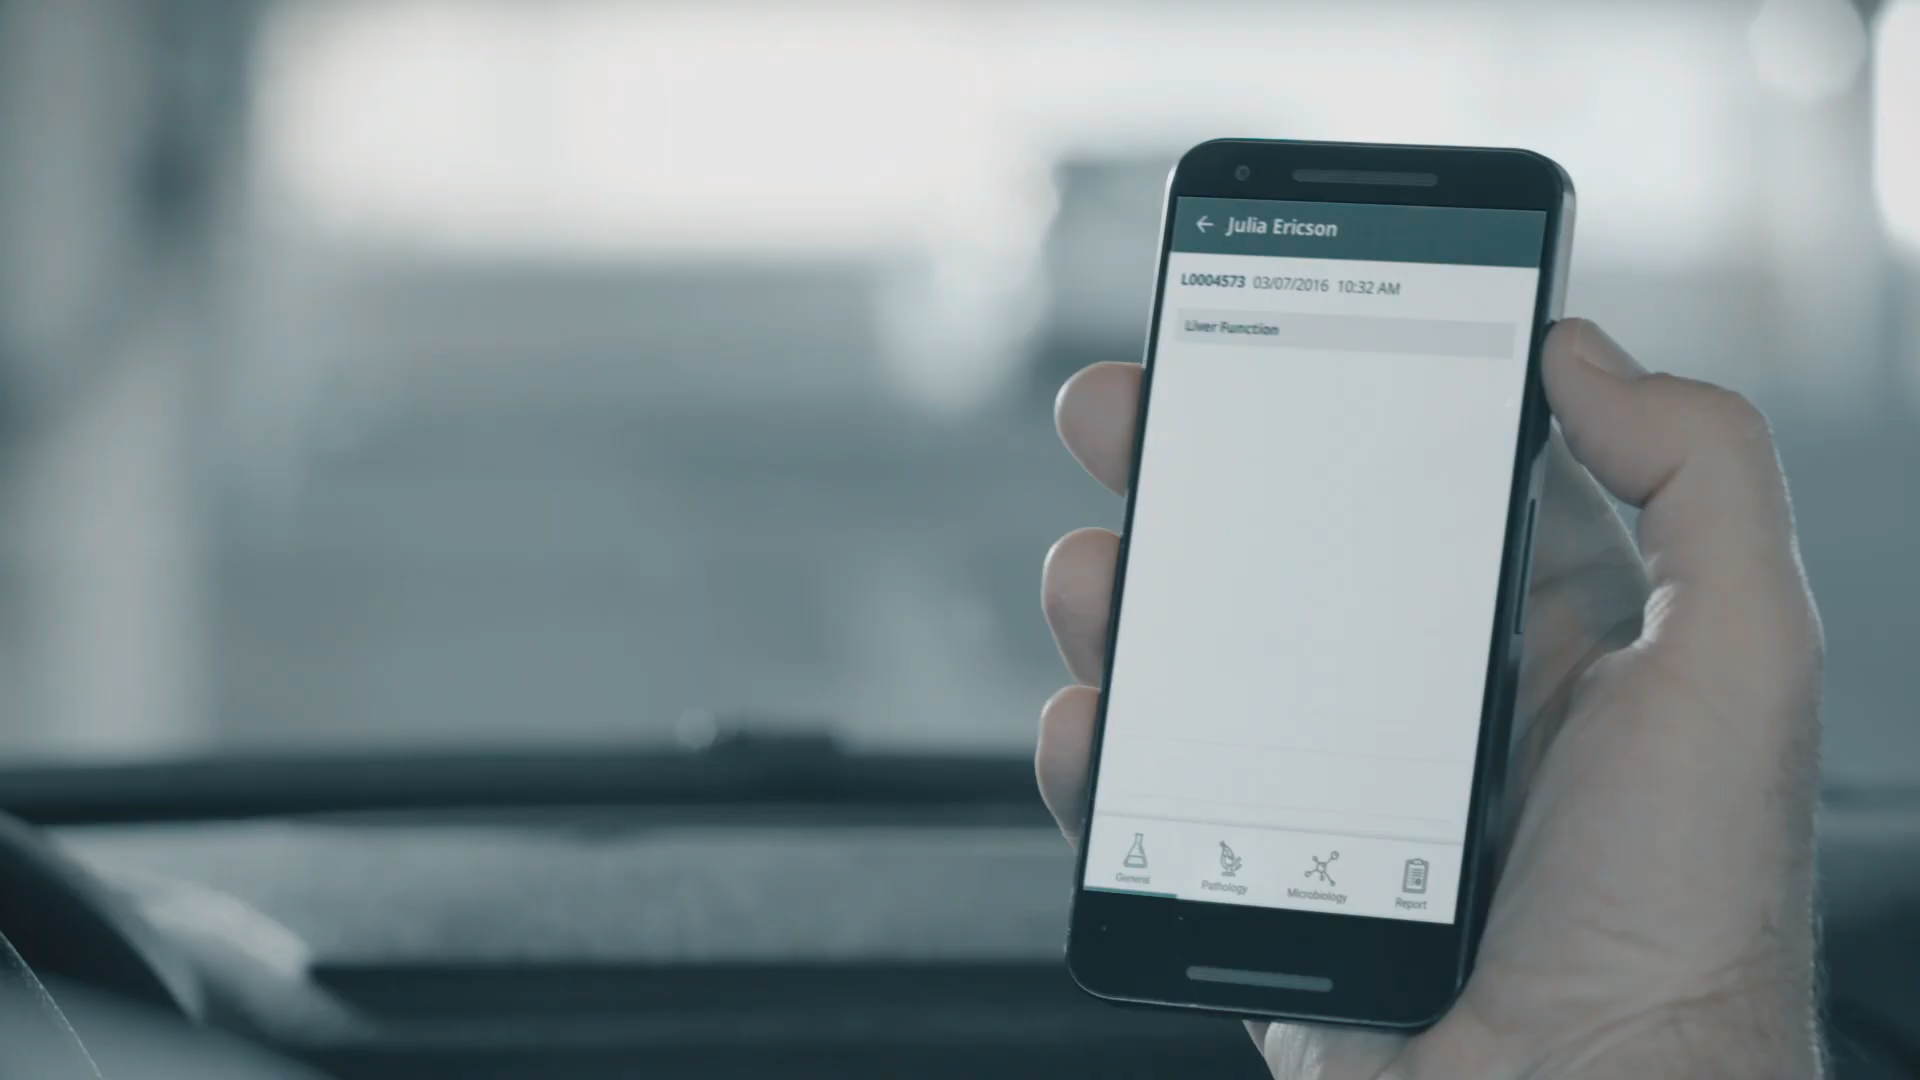 Julia Ericson
L0004573 03/07/2016 10:32 AM
Liver Function
General
Pathology
Microbiology
Report